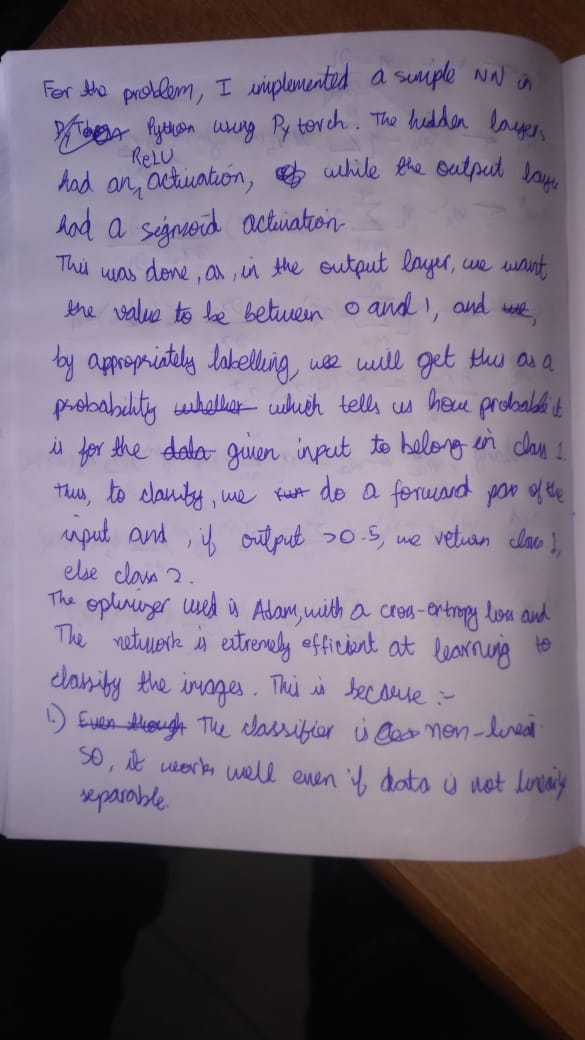 For the problem, I implemented a simple NN in
Python using Pytorch. The hidden layers
ReLU
had an, activation, while the output layer
had a sigmoid activation.
This was done, as, in the output layer, we want
the value to be between 0 and 1, and we,
by appropriately labelling, we will get this as a
probability whether which tells us how probable it
is for the data given input to belong in class 1.
Thus, to clarify, we run do a forward pass of the
input and, if output >0.5, we return class 1,
else class 2.
The optimizer used is Adam, with a cross-entropy loss and
The network is extremely efficient at learning to
classify the images. This is because :-
1.) Even though The classifier is non-linear
So, it works well even if data is not linearly
separable.